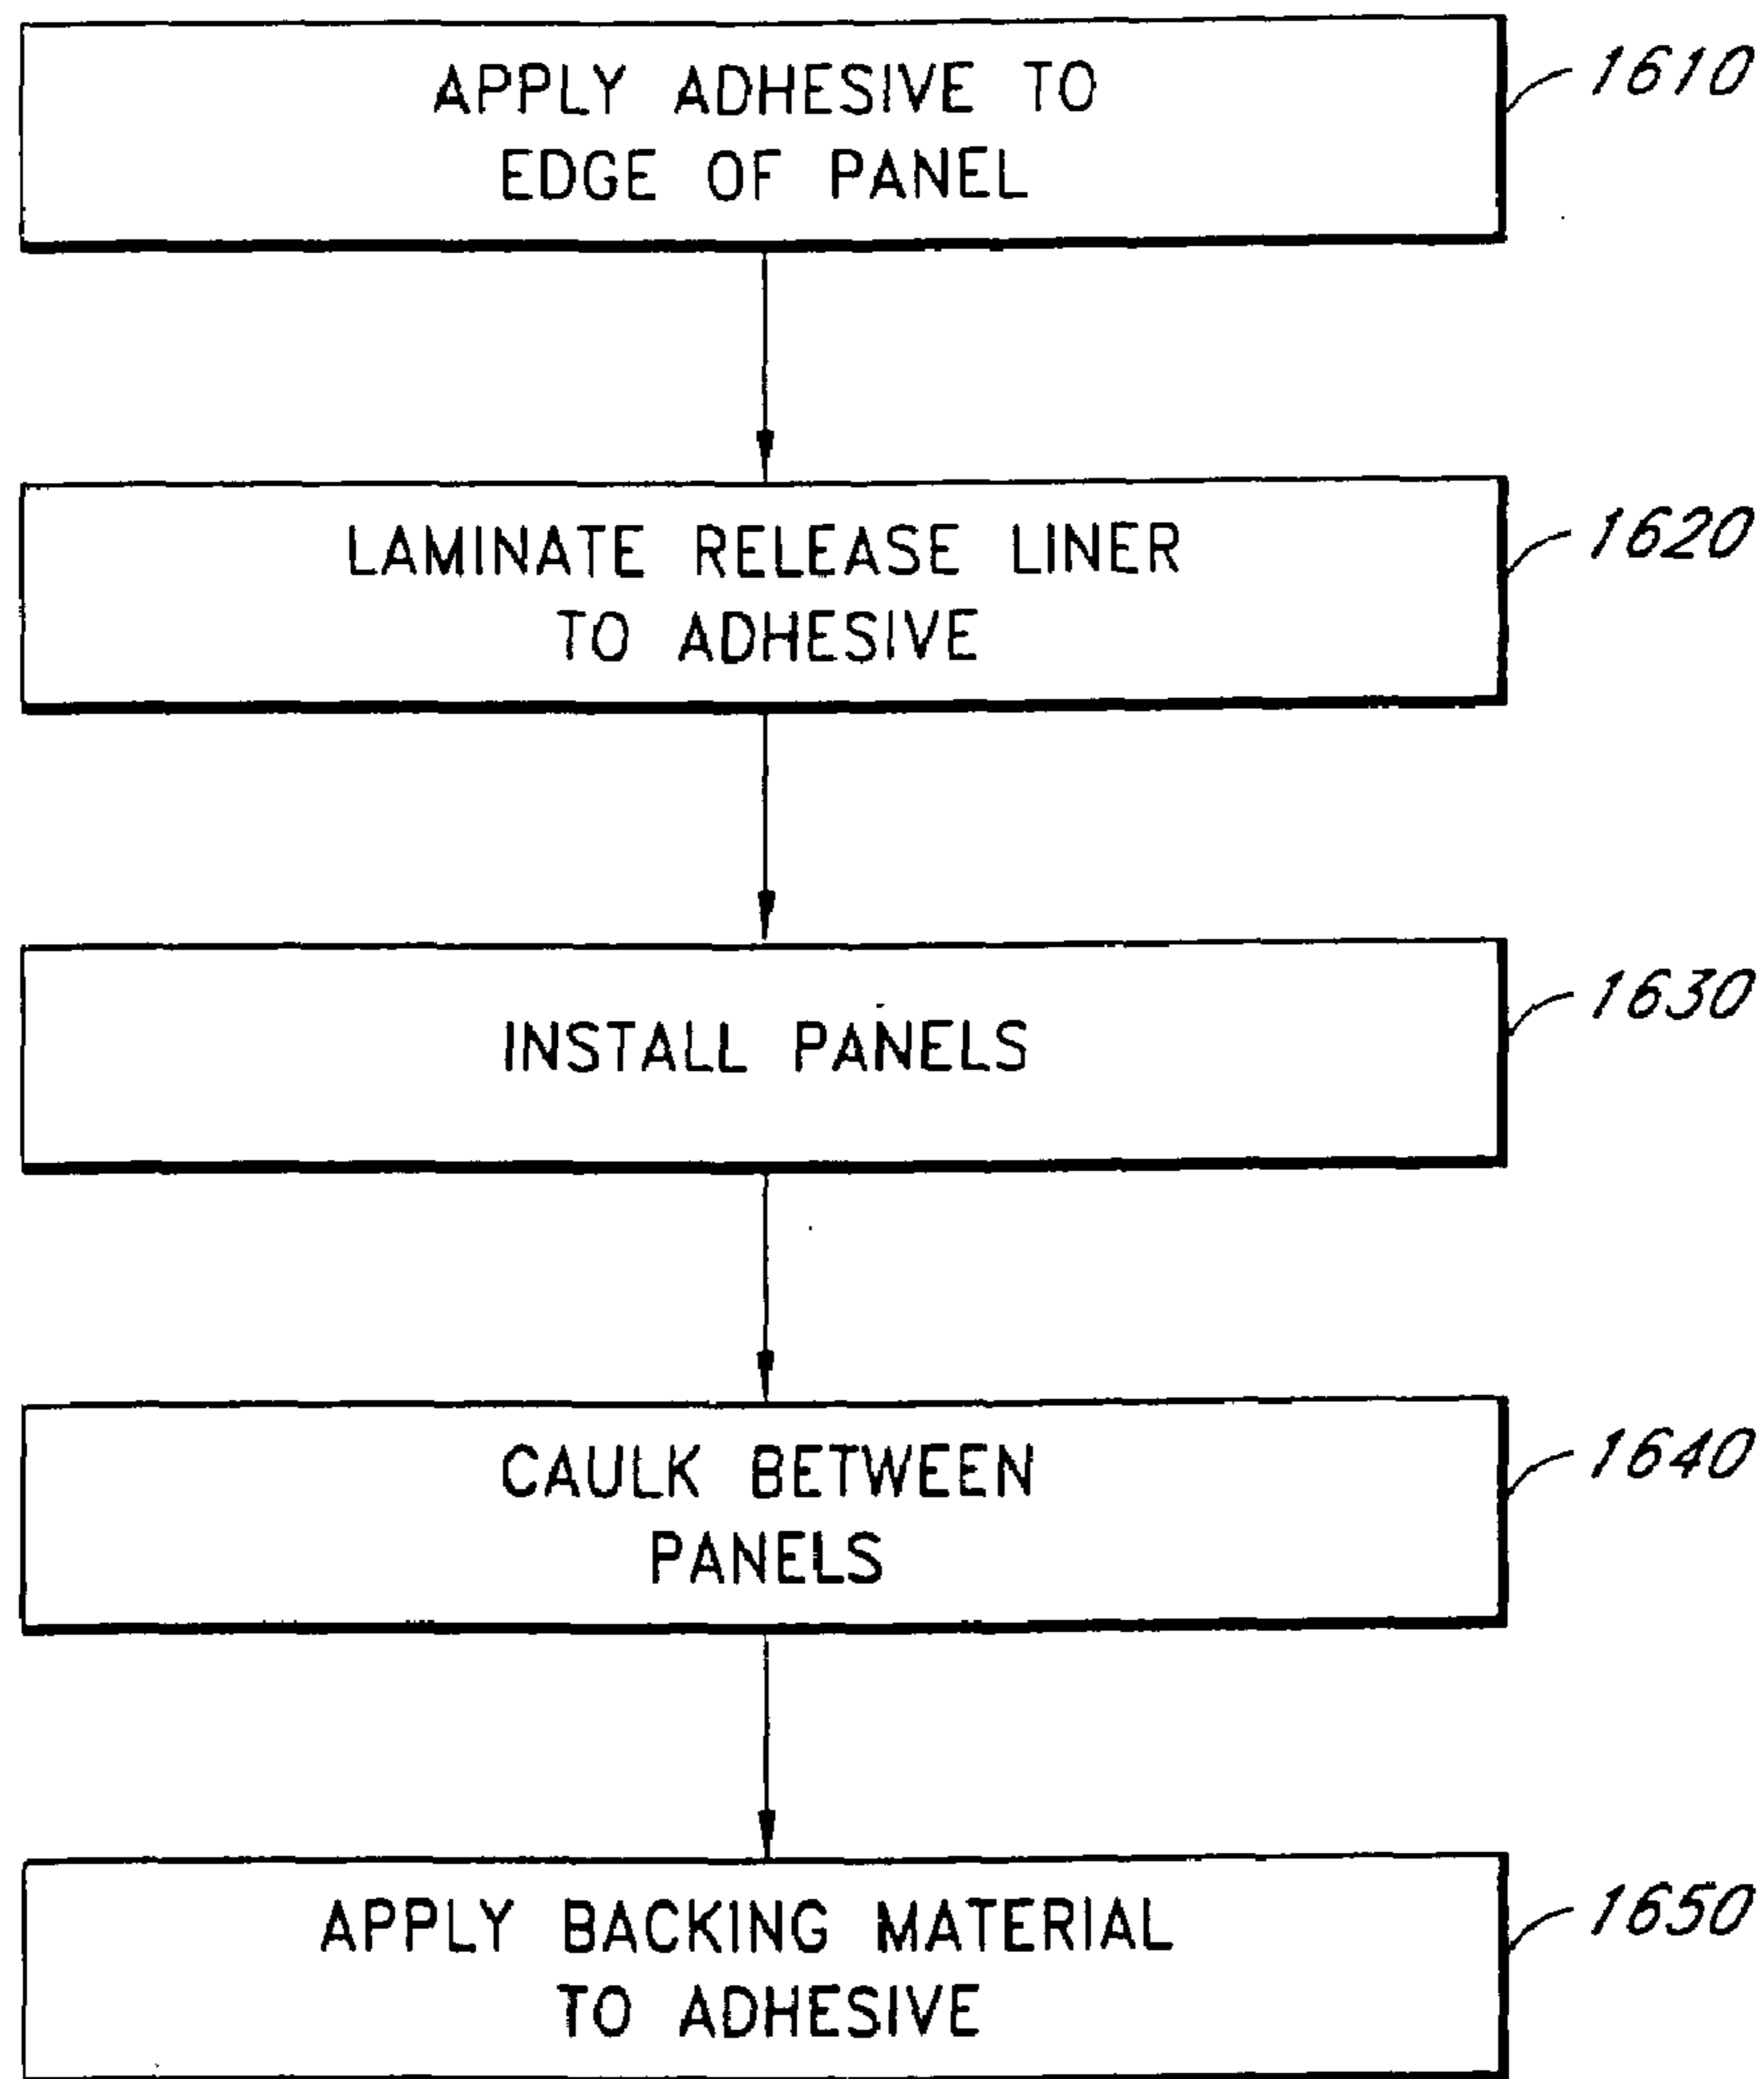 APPLY ADHESIVE TO
EDGE OF PANEL
1610
LAMINATE RELEASE LINER
TO ADHESIVE
1620
INSTALL PANELS
1630
CAULK BETWEEN
PANELS
1640
APPLY BACKING MATERIAL
TO ADHESIVE
1650